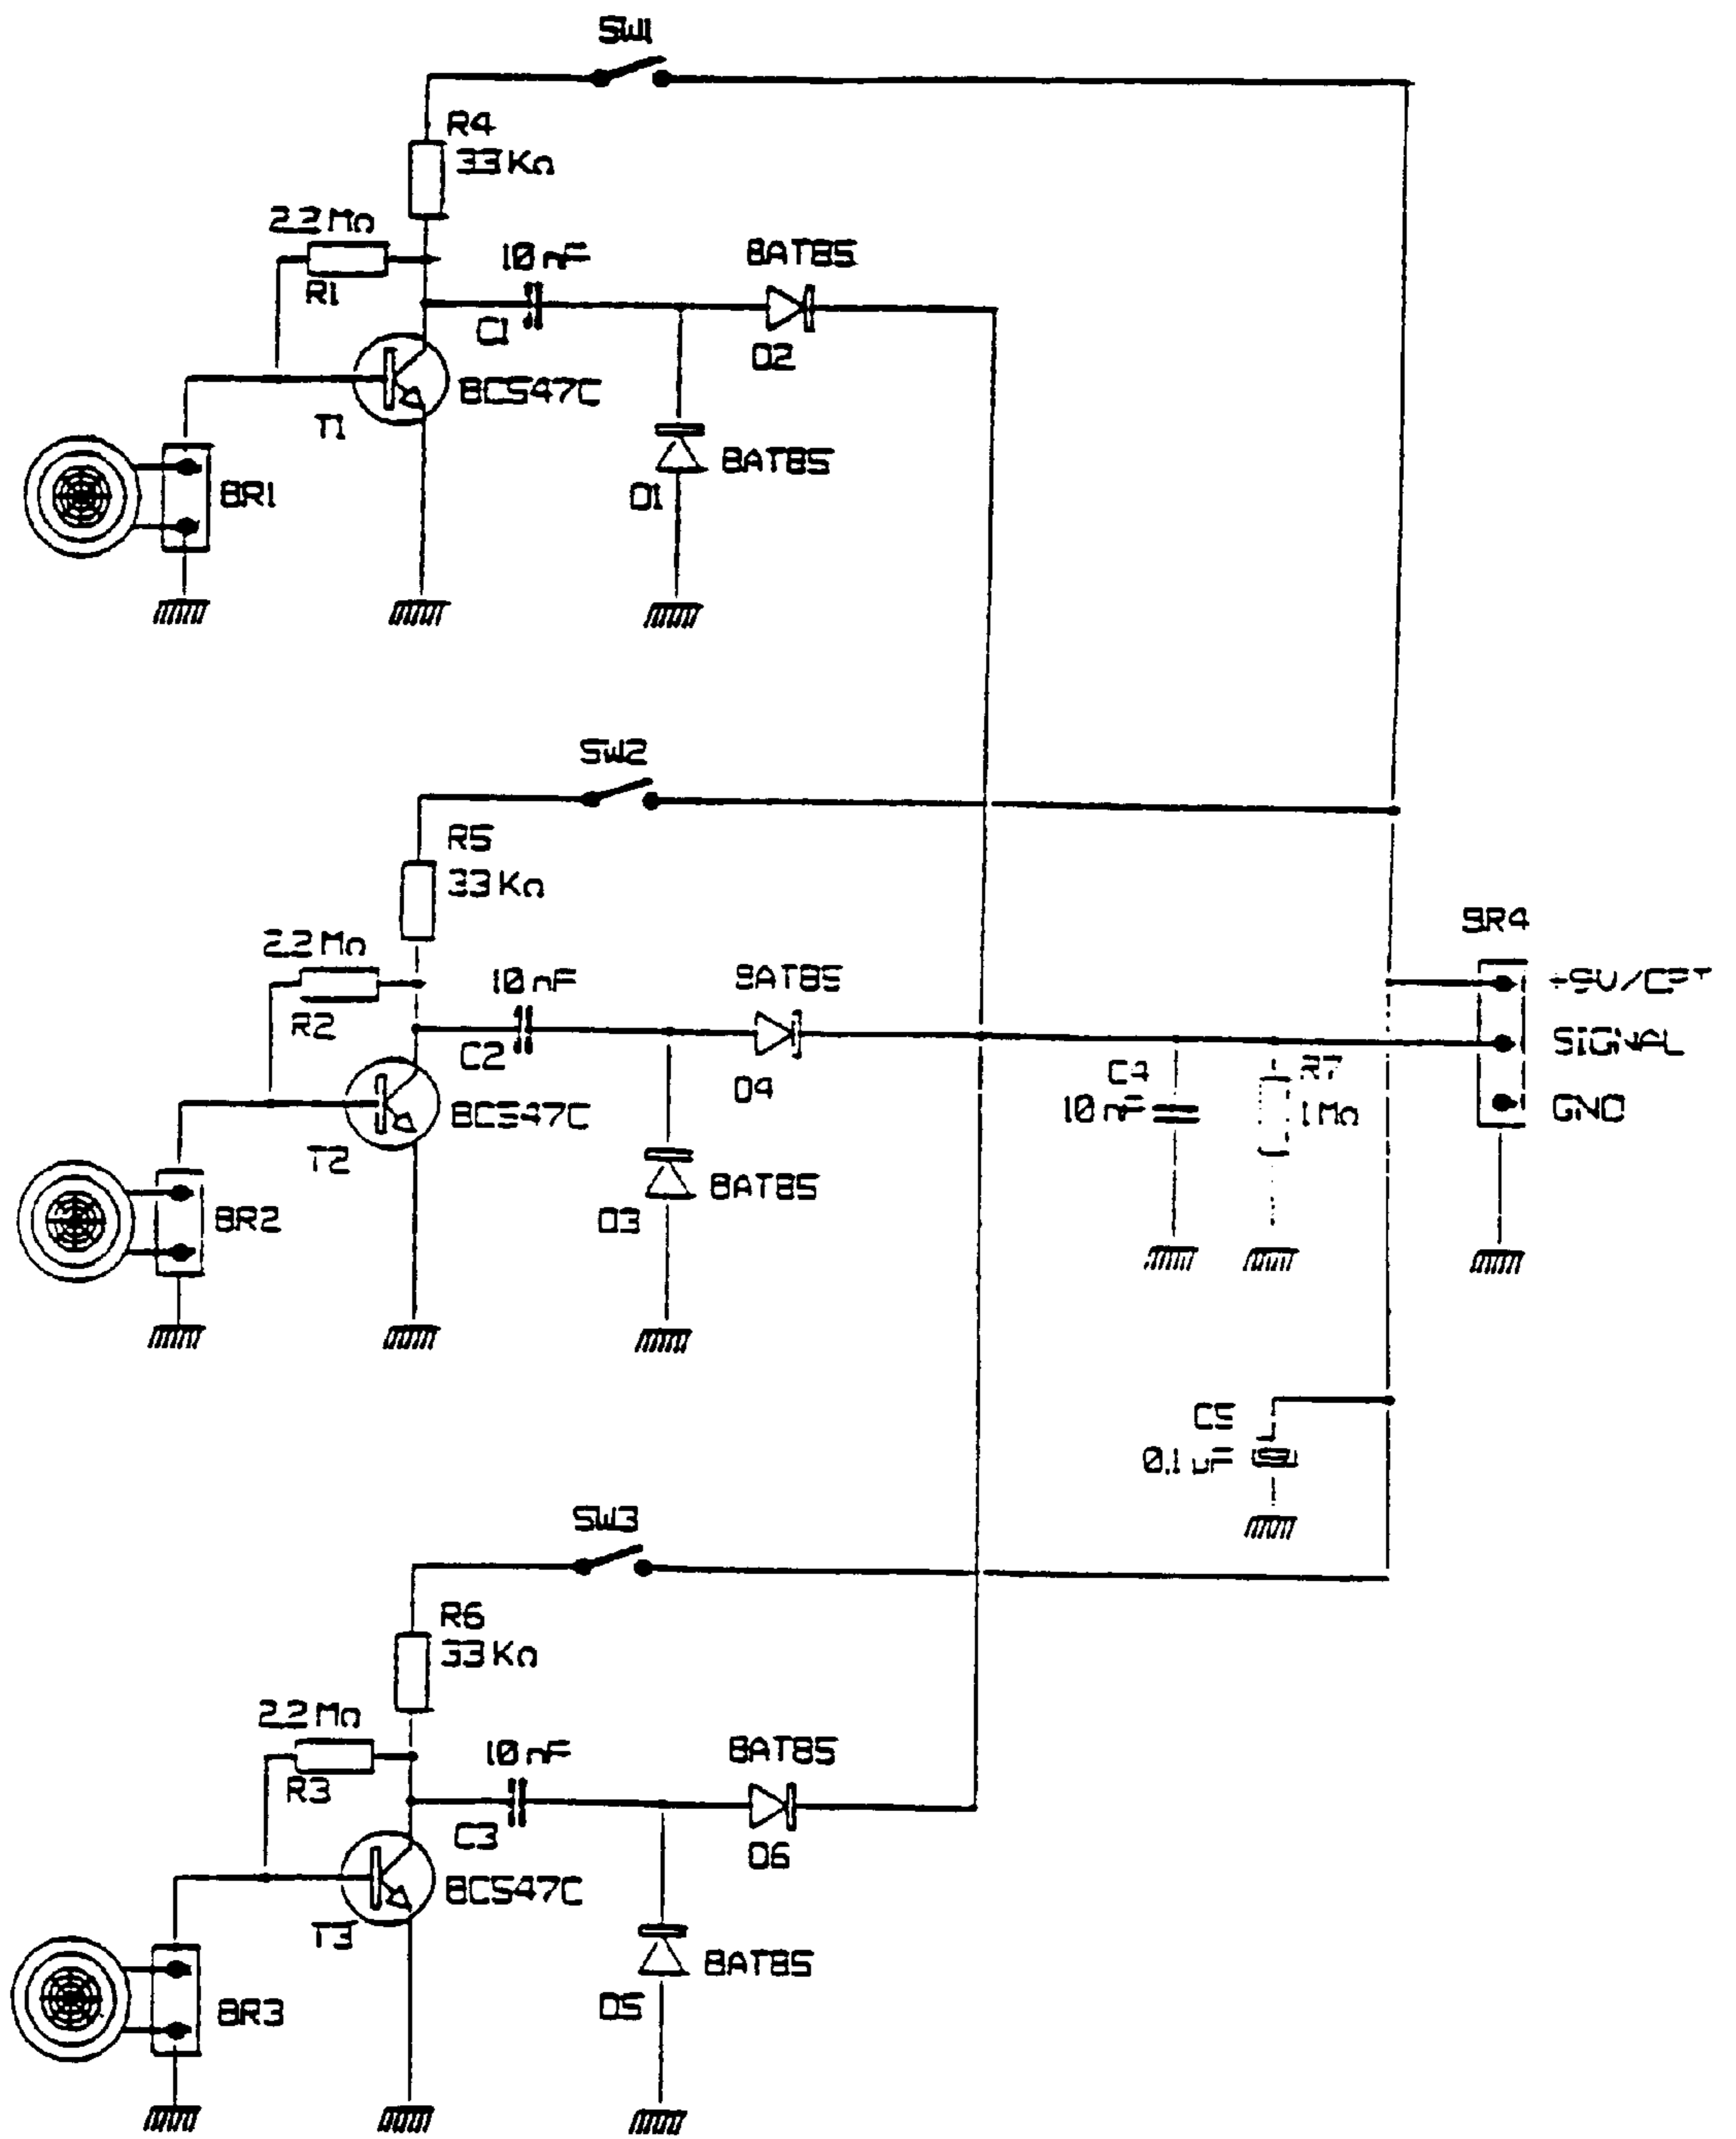 SW1
R4
33 KΩ
2.2 MΩ
R1
10 nF
C1
BAT85
D2
BC547C
T1
BAT85
D1
BR1
SW2
R5
33 KΩ
2.2 MΩ
R2
10 nF
C2
BAT85
D4
BC547C
T2
BAT85
D3
BR2
C4
10 nF
R7
1 MΩ
BR4
SIGNAL
GND
C5
0.1 µF
SW3
R6
33 KΩ
2.2 MΩ
R3
10 nF
C3
BAT85
D6
BC547C
T3
BAT85
D5
BR3